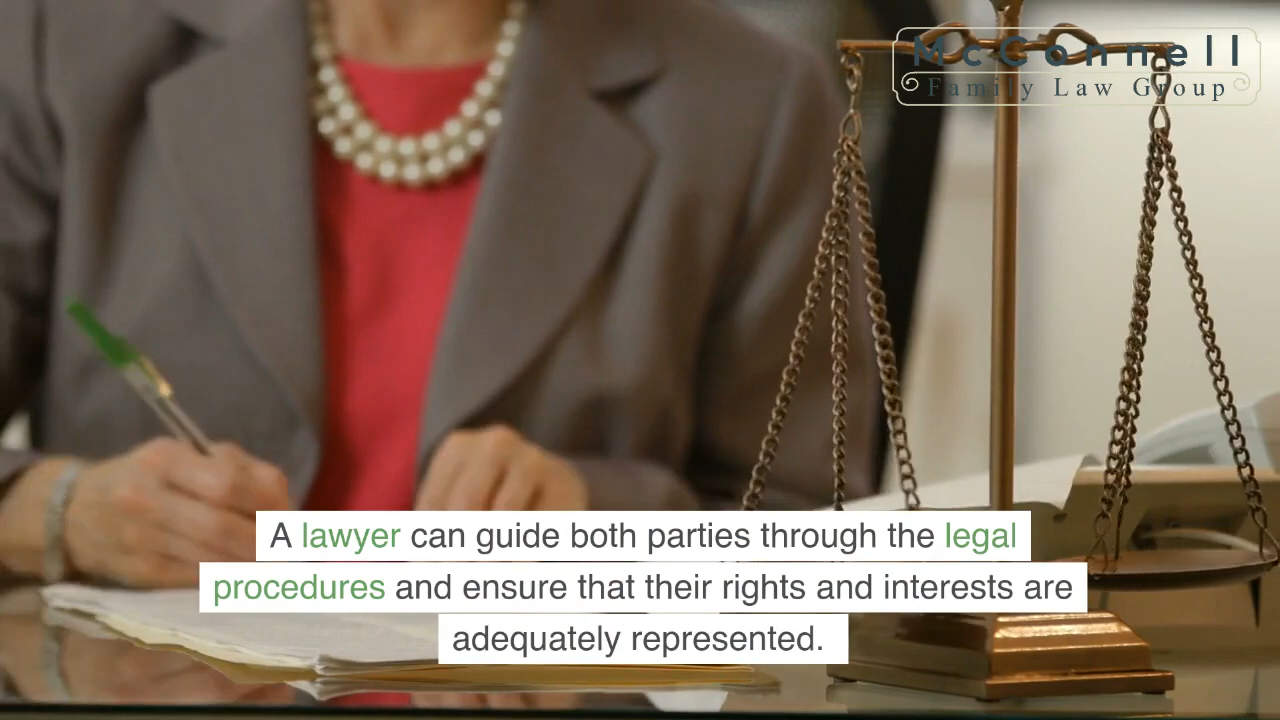 McConnell
Family Law Group
A lawyer can guide both parties through the legal
procedures and ensure that their rights and interests are
adequately represented.